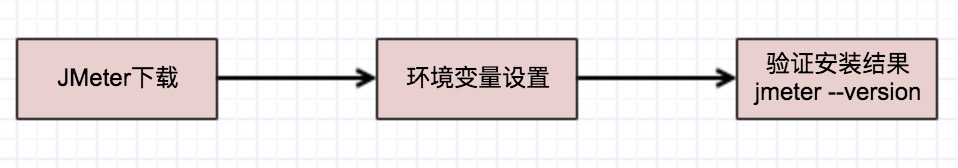 JMeter下载
环境变量设置
验证安装结果
jmeter --version